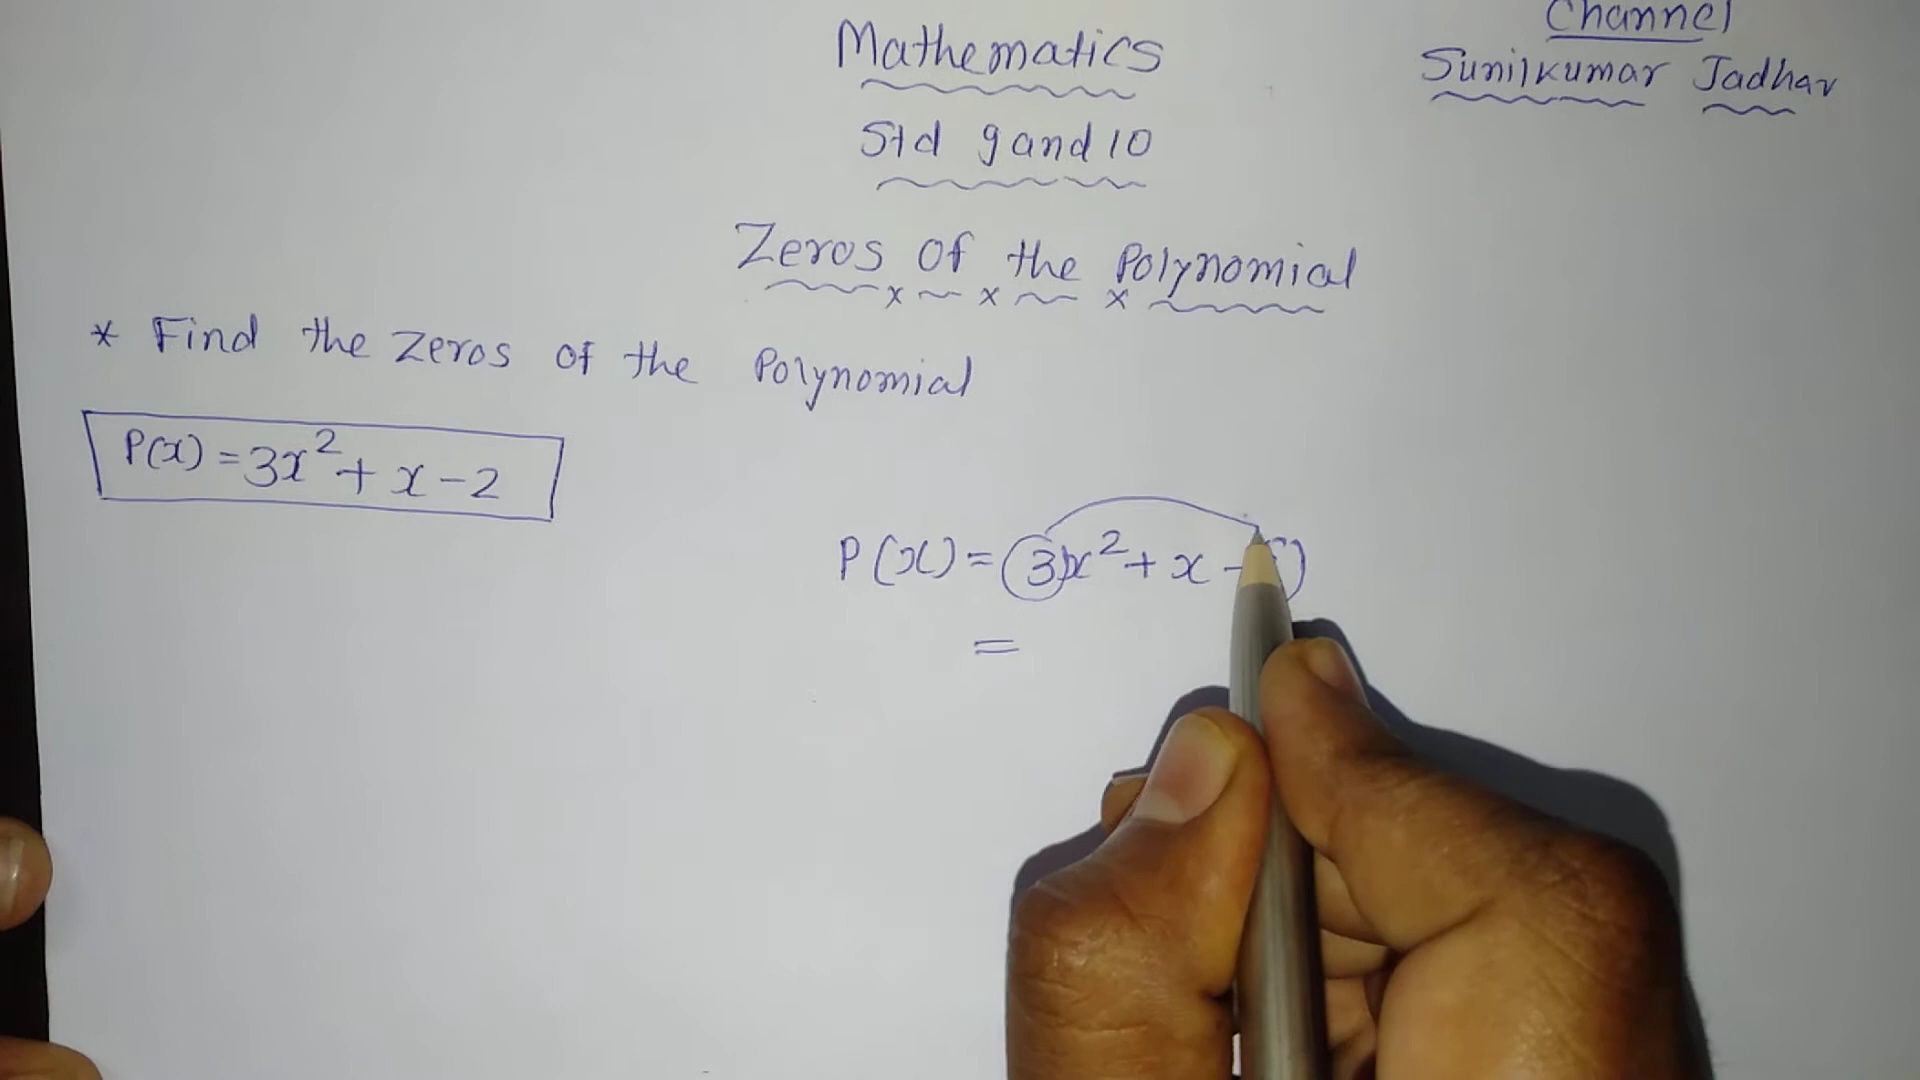 Channel
Sunilkumar Jadhav
Mathematics
Std 9 and 10
Zeros of the Polynomial
* Find the zeros of the Polynomial
P(x) = 3x² + x - 2
P(x) = 3x² + x -
=